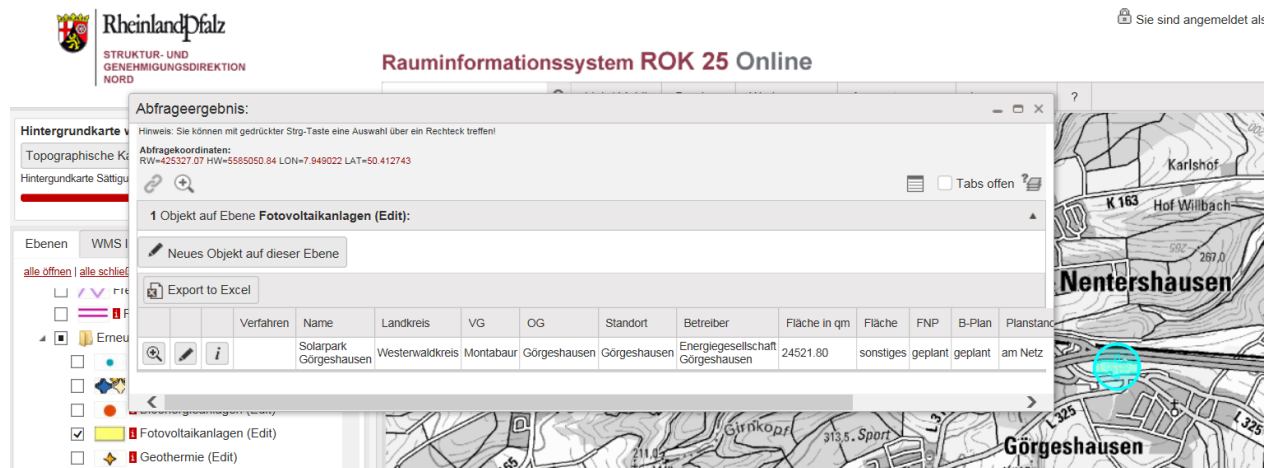 RheinlandPfalz
STRUKTUR- UND
GENEHMIGUNGSDIREKTION
NORD
Sie sind angemeldet als
Rauminformationssystem ROK 25 Online
?
Hintergrundkarte
Topographische Ka
Hintergundkarte Sättigu
Abfrageergebnis:
Hinweis: Sie können mit gedrückter Strg-Taste eine Auswahl über ein Rechteck treffen!
Abfragekoordinaten:
RW=425327.07 HW=5585050.84 LON=7.949022 LAT=50.412743
Tabs offen
1 Objekt auf Ebene Fotovoltaikanlagen (Edit):
Neues Objekt auf dieser Ebene
Export to Excel
Verfahren Name Landkreis VG OG Standort Betreiber Fläche in qm Fläche FNP B-Plan Planstand
Solarpark Görgeshausen Westerwaldkreis Montabaur Görgeshausen Görgeshausen Energiegesellschaft Görgeshausen 24521.80 sonstiges geplant geplant am Netz
Ebenen WMS
alle öffnen | alle schließ
Erneu
Fotovoltaikanlagen (Edit)
Geothermie (Edit)
Karlshof
K 163 Hof Willbach
267,0
Nentershausen
L 325
L 325
Görgeshausen
Girnkopf
313,5 Sport
L 31
211,0